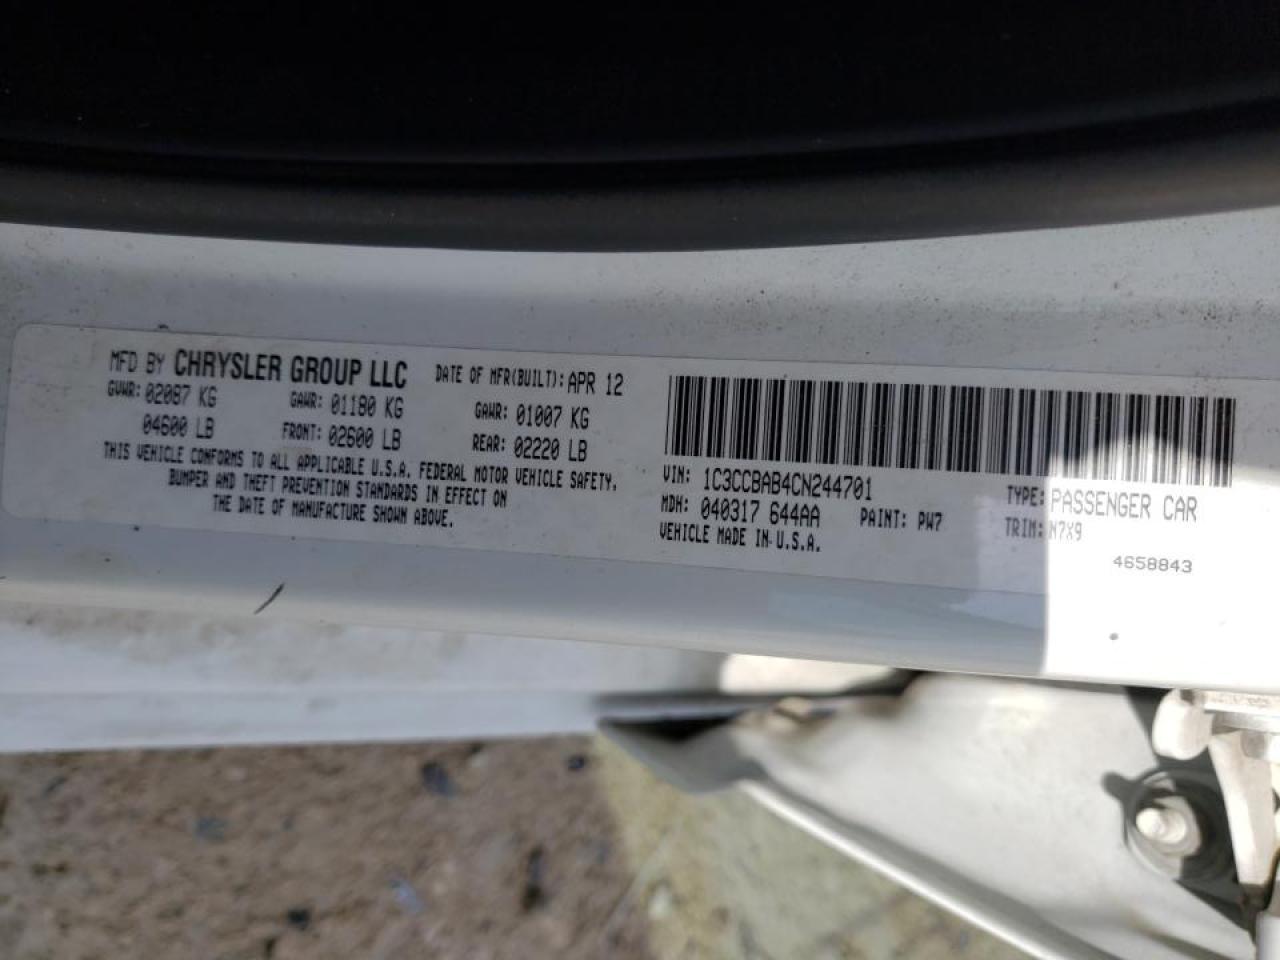 MFD BY CHRYSLER GROUP LLC DATE OF MFR(BUILT): APR 12
GVWR: 02087 KG GAWR: 01180 KG GAWR: 01007 KG
04600 LB FRONT: 02600 LB REAR: 02220 LB
THIS VEHICLE CONFORMS TO ALL APPLICABLE U.S.A. FEDERAL MOTOR VEHICLE SAFETY,
BUMPER AND THEFT PREVENTION STANDARDS IN EFFECT ON
THE DATE OF MANUFACTURE SHOWN ABOVE.
VIN: 1C3CCBAB4CN244701 TYPE: PASSENGER CAR
MDH: 040317 644AA PAINT: PW7 TRIM: N7X9
VEHICLE MADE IN U.S.A.
4658843